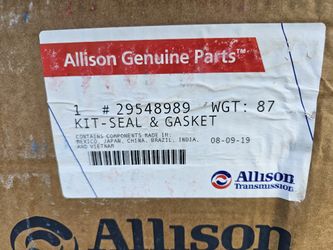 Allison Genuine Parts™
1 # 29548989 / WGT: 87
KIT-SEAL & GASKET
CONTAINS COMPONENTS MADE IN:
MEXICO, JAPAN, CHINA, BRAZIL, INDIA,
AND VIETNAM
08-09-19
Allison
Transmission
Allison